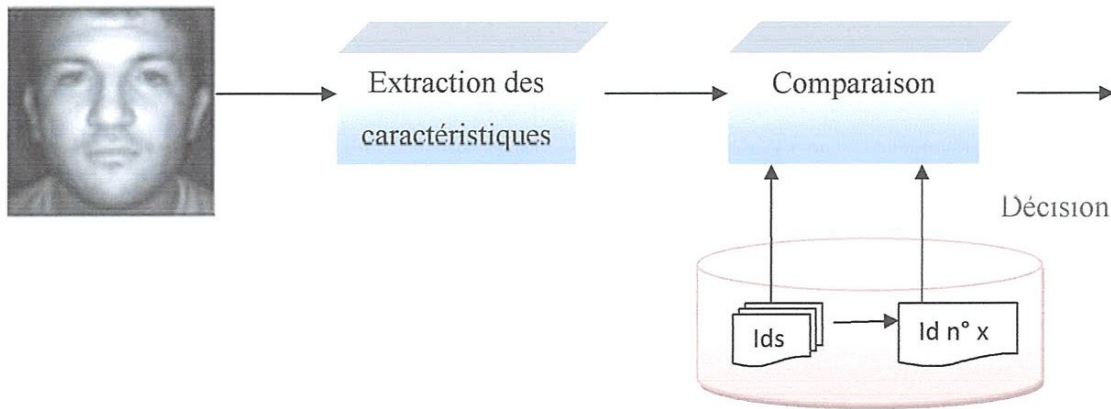 Extraction des
caractéristiques
Comparaison
Décision
Ids
Id n° x